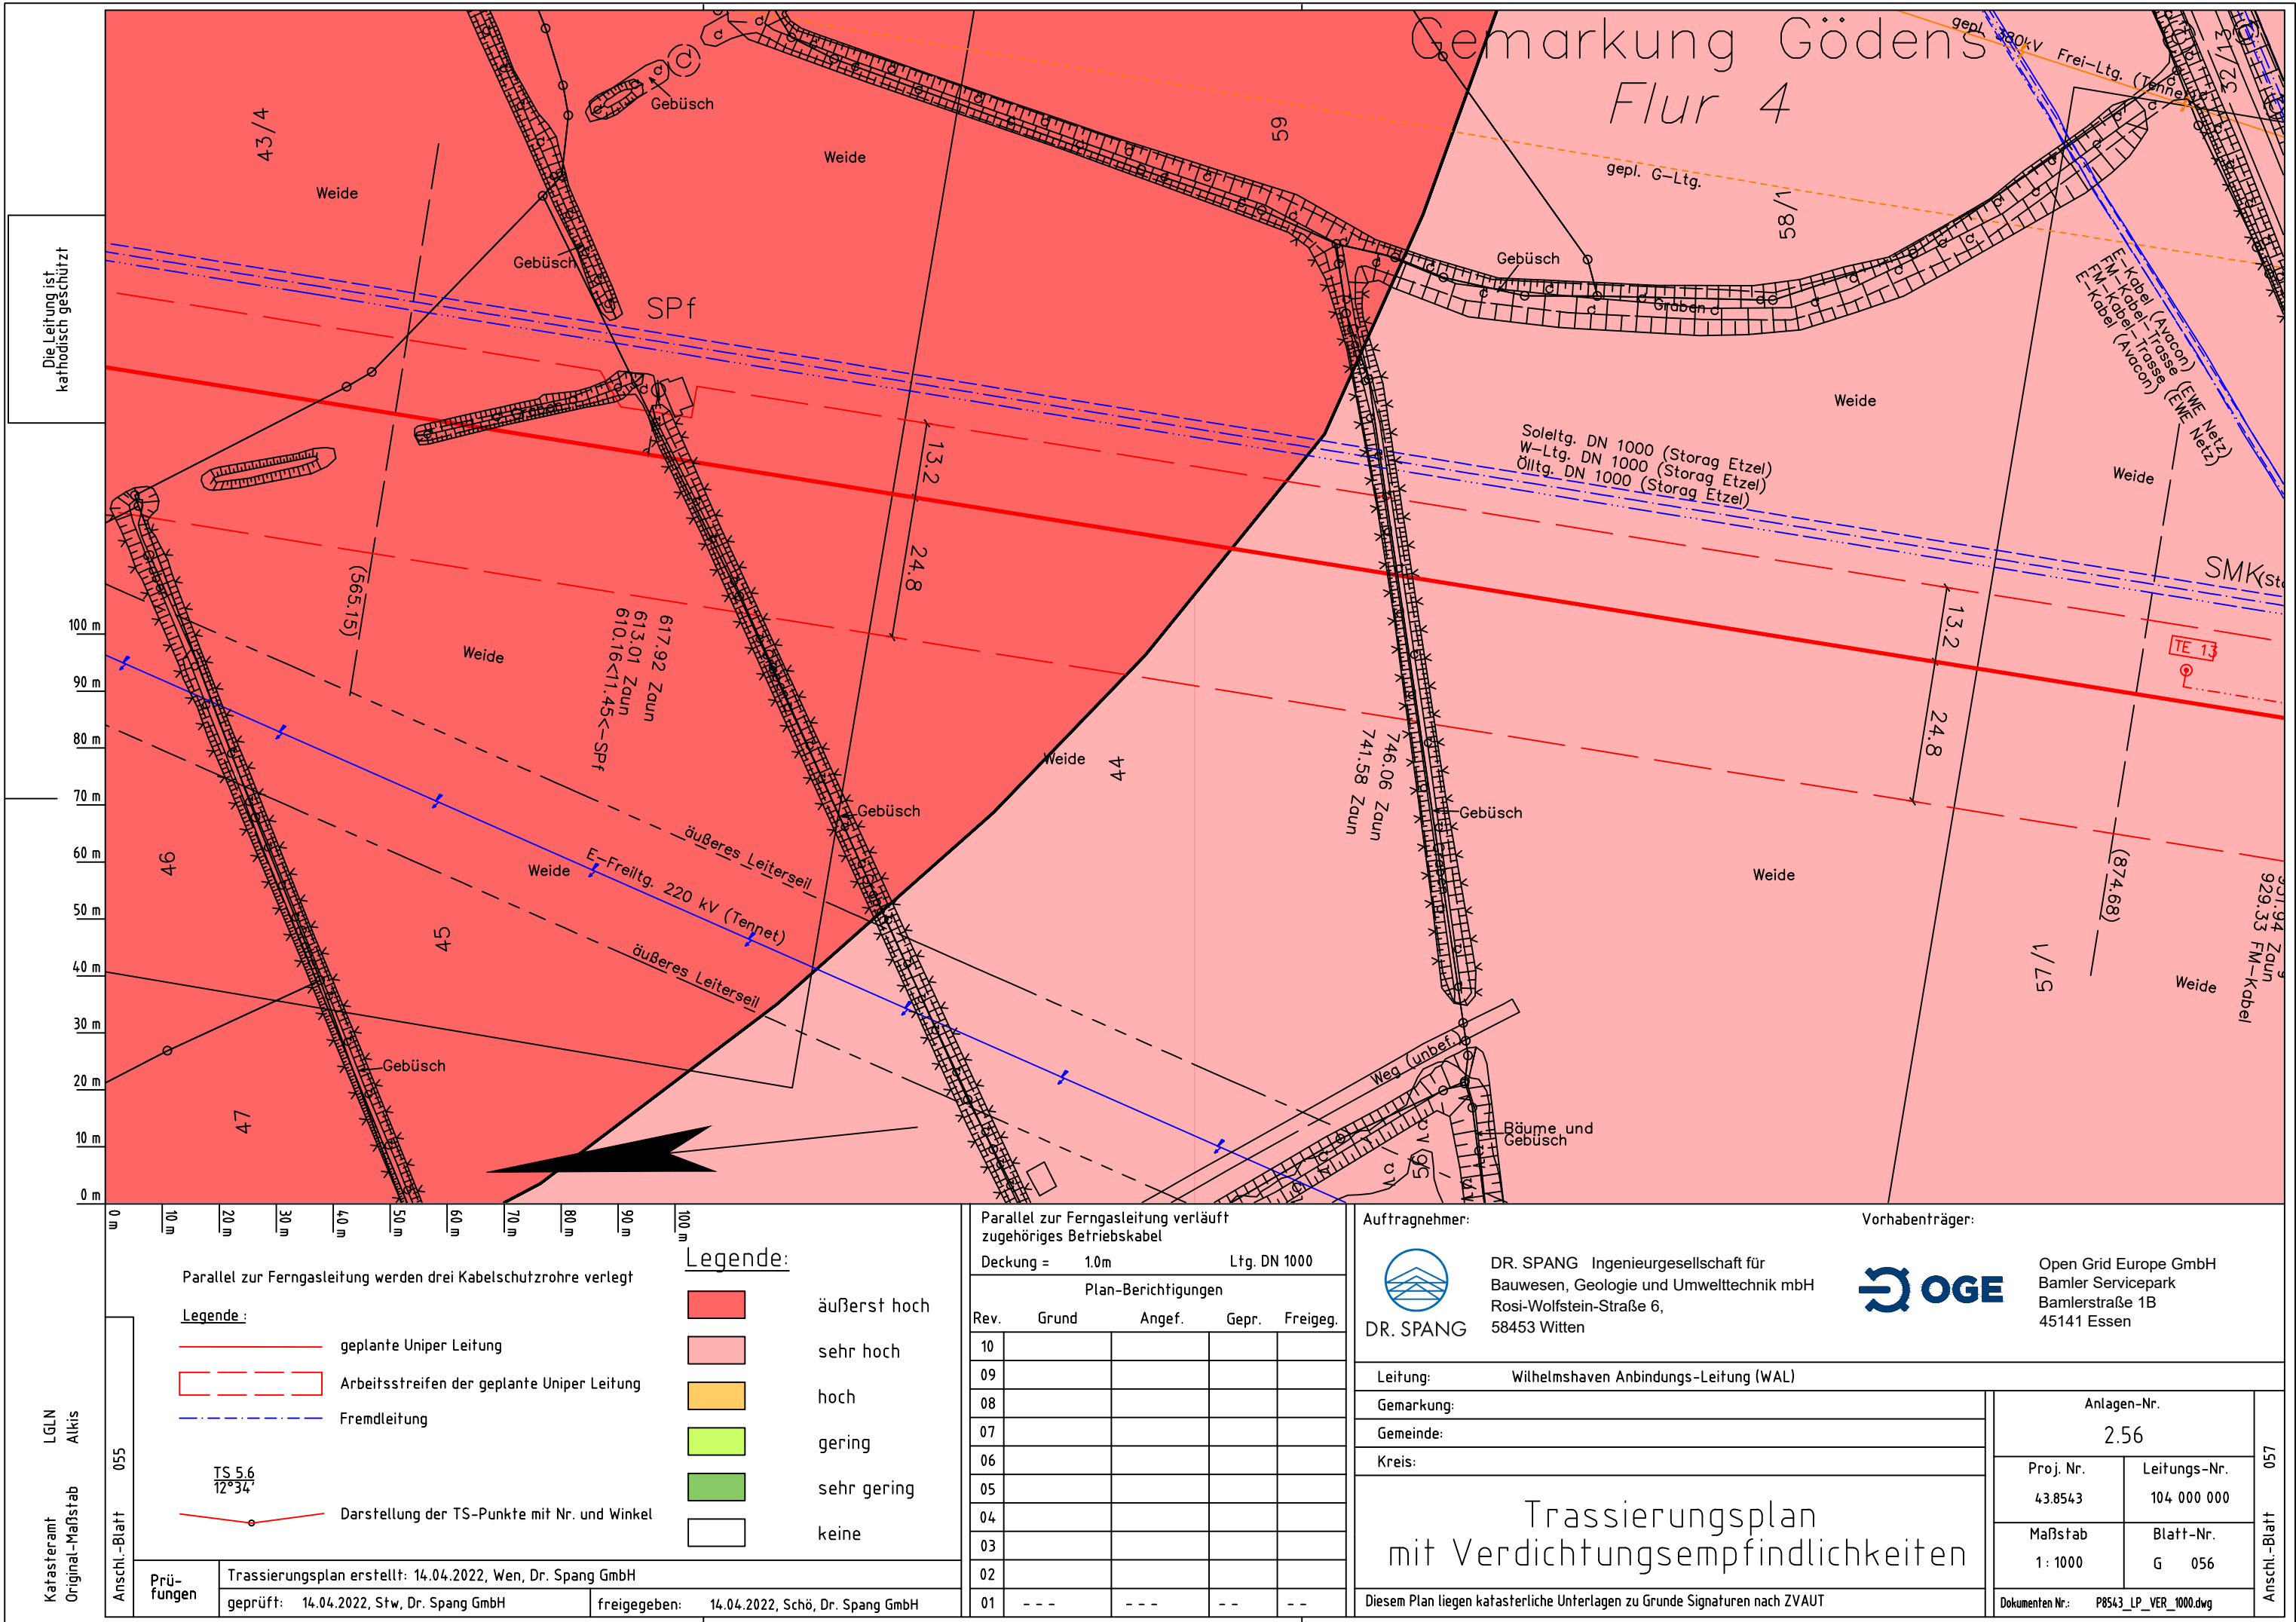 Gemarkung Gödens
Flur 4
gepl. 380kV Frei-Ltg. (Tennet)
52/13
43/4
Gebüsch
Weide
Weide
59
gepl. G-Ltg.
58/1
Die Leitung ist
kathodisch geschützt
Gebüsch
SPf
Gebüsch
Graben
E-Kabel (Avacon)
FM-Kabel-Trasse (EWE Netz)
FM-Kabel-Trasse (EWE Netz)
E-Kabel (Avacon)
Weide
Graben
13.2
24.8
Soleltg. DN 1000 (Storag Etzel)
W-Ltg. DN 1000 (Storag Etzel)
Ölltg. DN 1000 (Storag Etzel)
Weide
SMK
(565.15)
Weide
617.92 Zaun
613.01 Zaun
610.16<11.45<-SPf
13.2
24.8
TE 13
Weide
44
746.06 Zaun
741.58 Zaun
Gebüsch
Gebüsch
46
45
Weide
äußeres Leiterseil
E-Freiltg. 220 kV (Tennet)
äußeres Leiterseil
Weide
(874.68)
929.33 FM-Kabel
57/1
Weide
Gebüsch
47
Weg (unbef.)
56
Bäume und
Gebüsch
100 m
90 m
80 m
70 m
60 m
50 m
40 m
30 m
20 m
10 m
0 m
0 m
10 m
20 m
30 m
40 m
50 m
60 m
70 m
80 m
90 m
100 m
Parallel zur Ferngasleitung werden drei Kabelschutzrohre verlegt
Legende :
geplante Uniper Leitung
Arbeitsstreifen der geplante Uniper Leitung
Fremdleitung
TS 5.6
12°34'
Darstellung der TS-Punkte mit Nr. und Winkel
Legende:
äußerst hoch
sehr hoch
hoch
gering
sehr gering
keine
Katasteramt LGLN
Original-Maßstab Alkis
Anschl.-Blatt 055
Prü-
fungen
Trassierungsplan erstellt: 14.04.2022, Wen, Dr. Spang GmbH
geprüft: 14.04.2022, Stw, Dr. Spang GmbH
freigegeben: 14.04.2022, Schö, Dr. Spang GmbH
Parallel zur Ferngasleitung verläuft
zugehöriges Betriebskabel
Deckung = 1.0m Ltg. DN 1000
Plan-Berichtigungen
Rev. Grund Angef. Gepr. Freigeg.
10
09
08
07
06
05
04
03
02
01 - - - - - - - - - -
Auftragnehmer:
DR. SPANG
DR. SPANG Ingenieurgesellschaft für
Bauwesen, Geologie und Umwelttechnik mbH
Rosi-Wolfstein-Straße 6,
58453 Witten
Vorhabenträger:
OGE
Open Grid Europe GmbH
Bamler Servicepark
Bamlerstraße 1B
45141 Essen
Leitung: Wilhelmshaven Anbindungs-Leitung (WAL)
Gemarkung:
Gemeinde:
Kreis:
Trassierungsplan
mit Verdichtungsempfindlichkeiten
Diesem Plan liegen katasterliche Unterlagen zu Grunde Signaturen nach ZVAUT
Anlagen-Nr.
2.56
Proj. Nr.
43.8543
Leitungs-Nr.
104 000 000
Maßstab
1 : 1000
Blatt-Nr.
G 056
Dokumenten Nr.: P8543_LP_VER_1000.dwg
Anschl.-Blatt 057